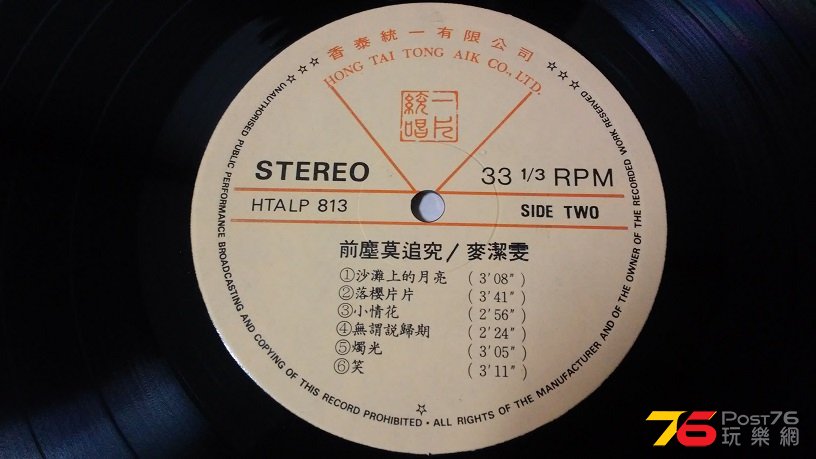 香泰統一有限公司
HONG TAI TONG AIK CO., LTD.
統一唱片
STEREO
33 1/3 RPM
HTALP 813
SIDE TWO
前塵莫追究/麥潔雯
①沙灘上的月亮 (3'08")
②落櫻片片 (3'41")
③小情花 (2'56")
④無謂説歸期 (2'24")
⑤燭光 (3'05")
⑥笑 (3'11")
☆☆☆ UNAUTHORISED PUBLIC PERFORMANCE BROADCASTING AND COPYING OF THIS RECORD PROHIBITED · ALL RIGHTS OF THE MANUFACTURER AND OF THE OWNER OF THE RECORDED WORK RESERVED ☆☆☆
☆
76 POST76
玩樂網